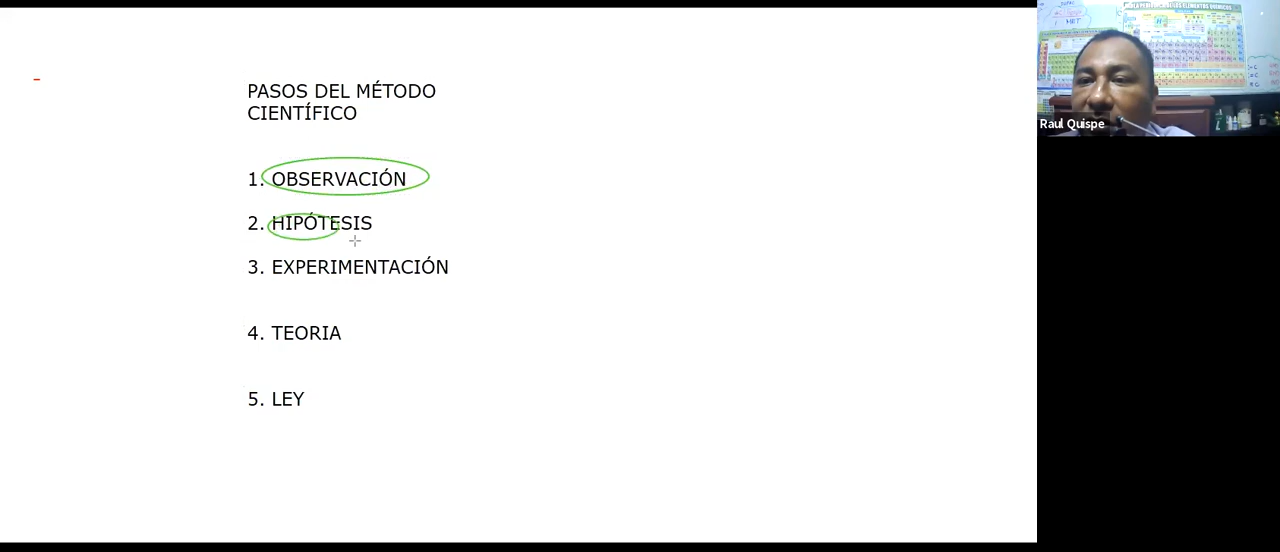 PASOS DEL MÉTODO
CIENTÍFICO
1. OBSERVACIÓN
2. HIPÓTESIS
3. EXPERIMENTACIÓN
4. TEORIA
5. LEY
Raul Quispe